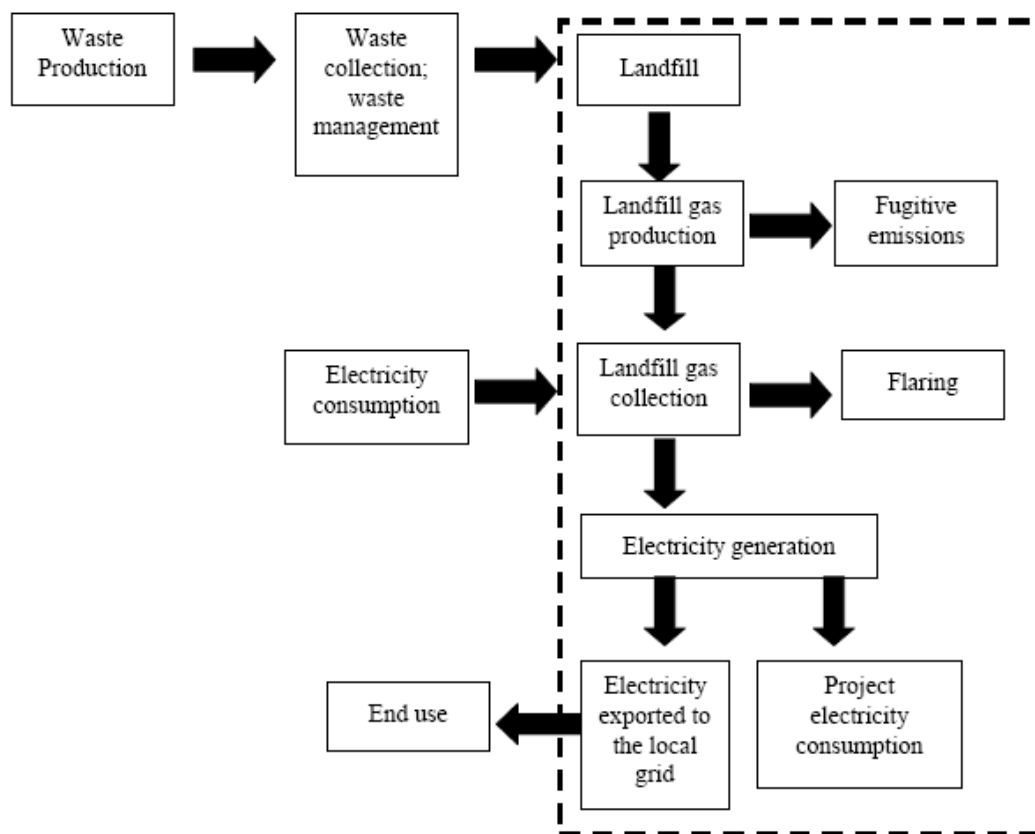 Waste
Production
Waste
collection;
waste
management
Landfill
Landfill gas
production
Fugitive
emissions
Electricity
consumption
Landfill gas
collection
Flaring
Electricity generation
End use
Electricity
exported to
the local
grid
Project
electricity
consumption